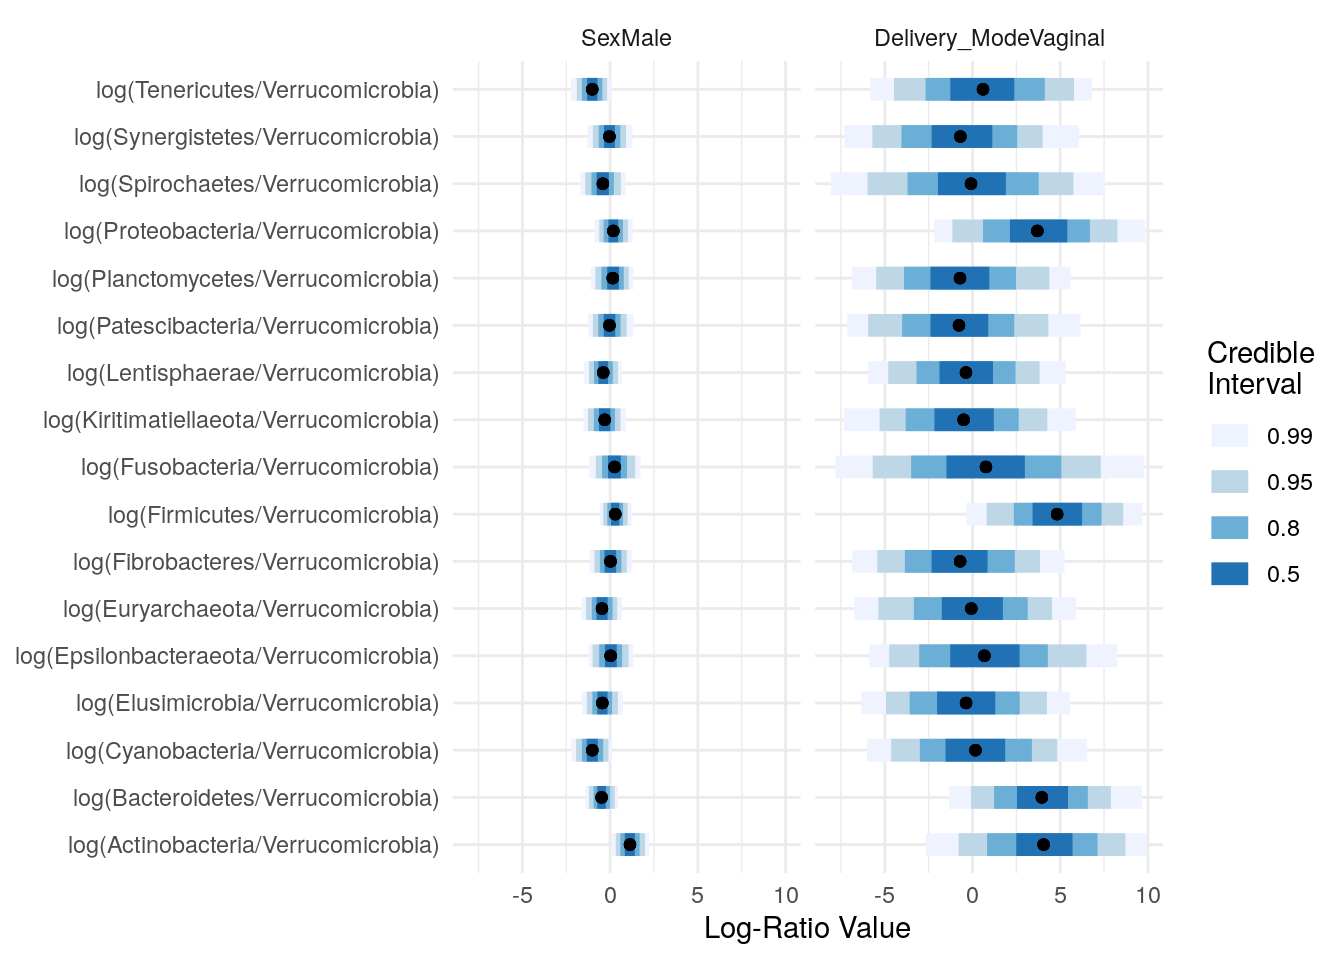 SexMale
Delivery_ModeVaginal
log(Tenericutes/Verrucomicrobia)
log(Synergistetes/Verrucomicrobia)
log(Spirochaetes/Verrucomicrobia)
log(Proteobacteria/Verrucomicrobia)
log(Planctomycetes/Verrucomicrobia)
log(Patescibacteria/Verrucomicrobia)
log(Lentisphaerae/Verrucomicrobia)
log(Kiritimatiellaeota/Verrucomicrobia)
log(Fusobacteria/Verrucomicrobia)
log(Firmicutes/Verrucomicrobia)
log(Fibrobacteres/Verrucomicrobia)
log(Euryarchaeota/Verrucomicrobia)
log(Epsilonbacteraeota/Verrucomicrobia)
log(Elusimicrobia/Verrucomicrobia)
log(Cyanobacteria/Verrucomicrobia)
log(Bacteroidetes/Verrucomicrobia)
log(Actinobacteria/Verrucomicrobia)
-5 0 5 10
-5 0 5 10
Log-Ratio Value
Credible
Interval
0.99
0.95
0.8
0.5